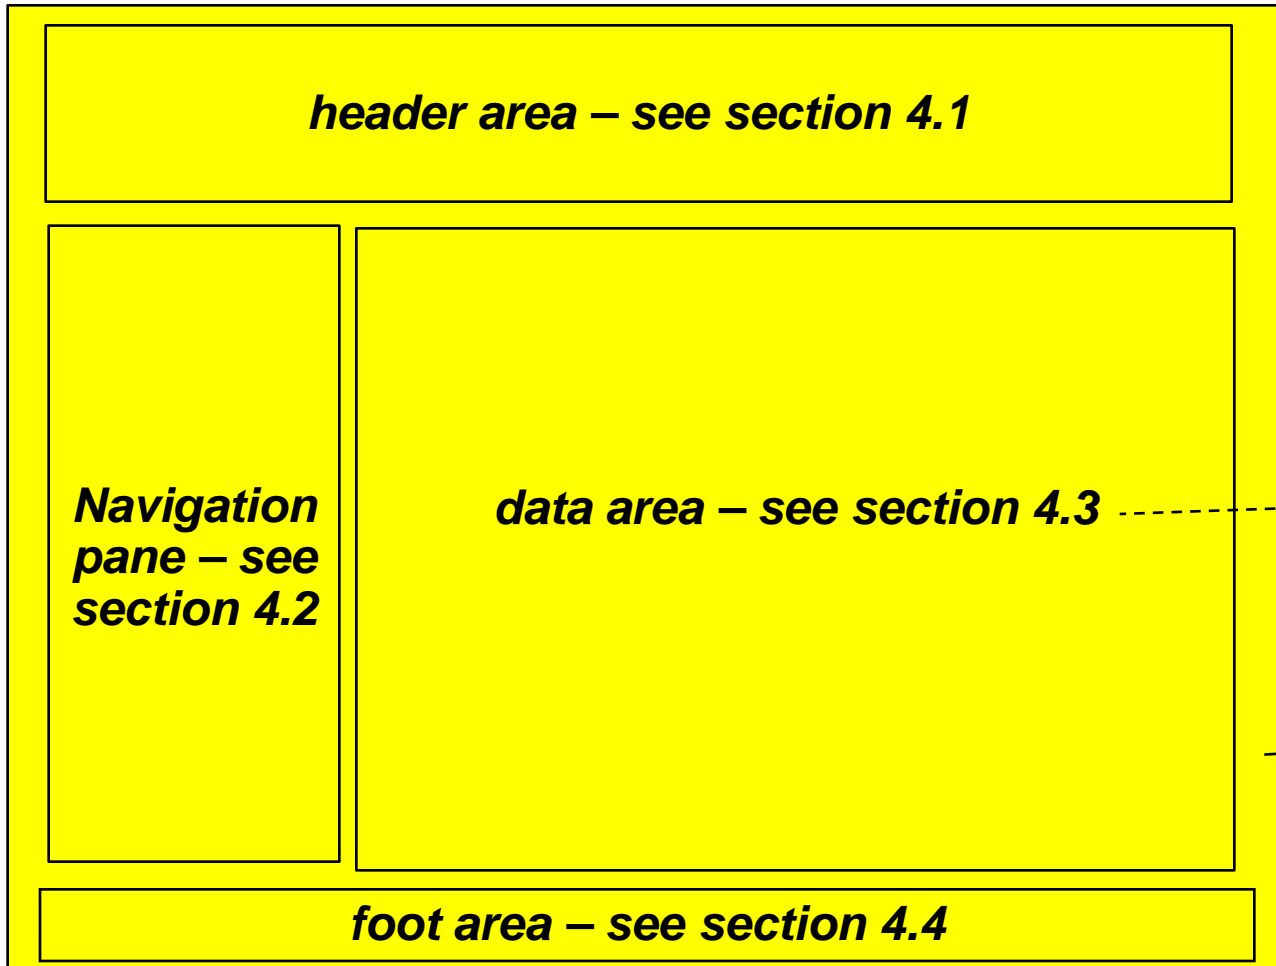 header area – see section 4.1
Navigation
pane – see
section 4.2
data area – see section 4.3
foot area – see section 4.4